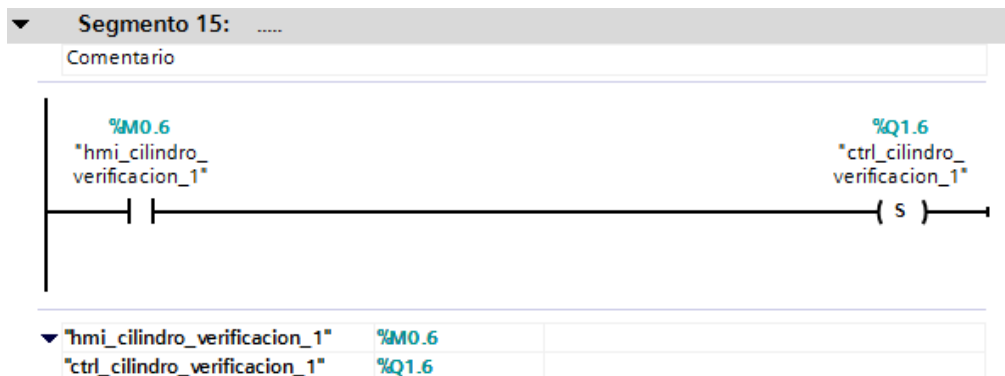 Segmento 15: .....
Comentario
%M0.6 %Q1.6
"hmi_cilindro_ "ctrl_cilindro_
verificacion_1" verificacion_1"
S
"hmi_cilindro_verificacion_1" %M0.6
"ctrl_cilindro_verificacion_1" %Q1.6